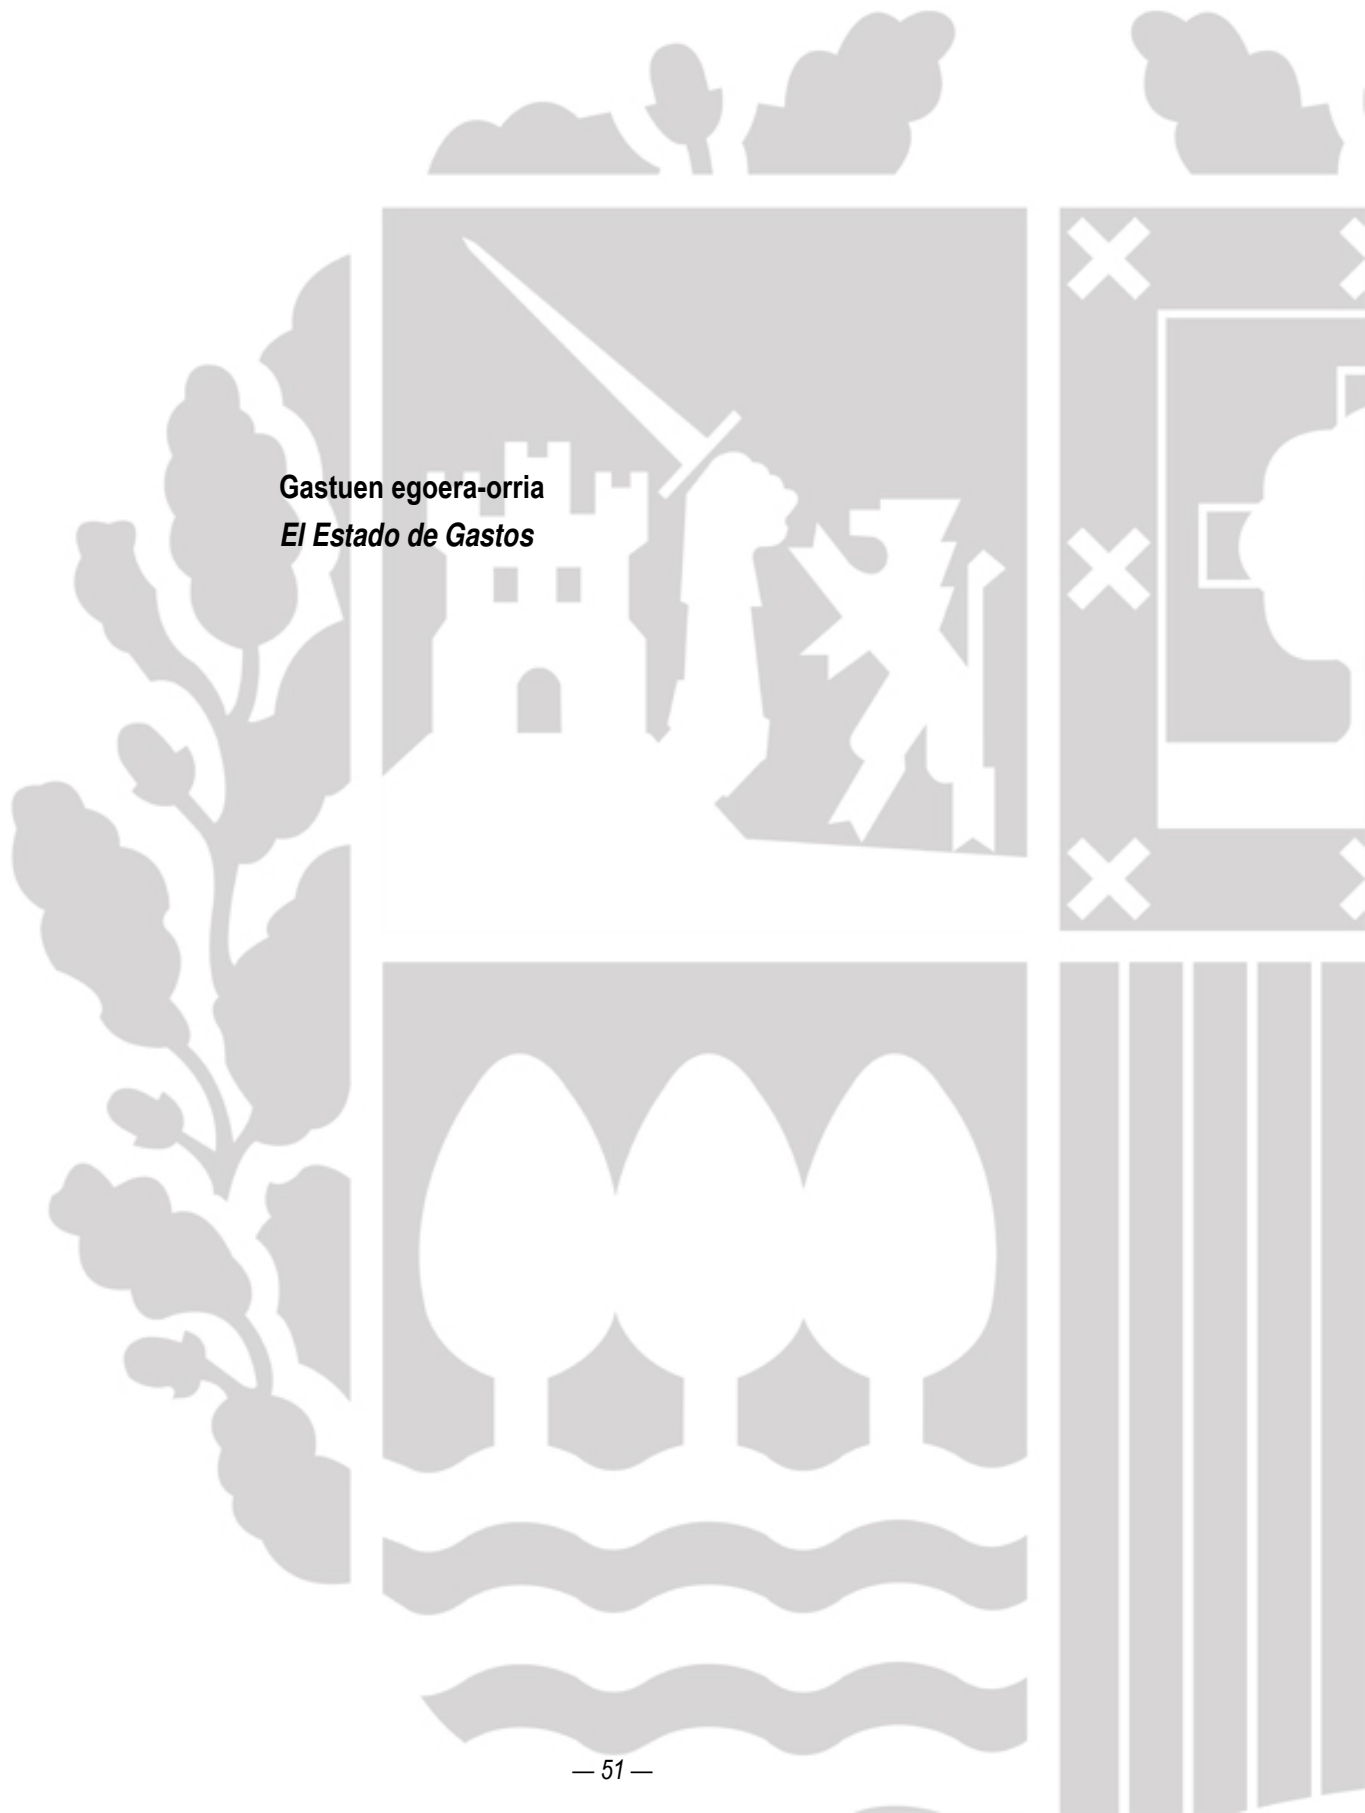 Gastuen egoera-orria
El Estado de Gastos
— 51 —